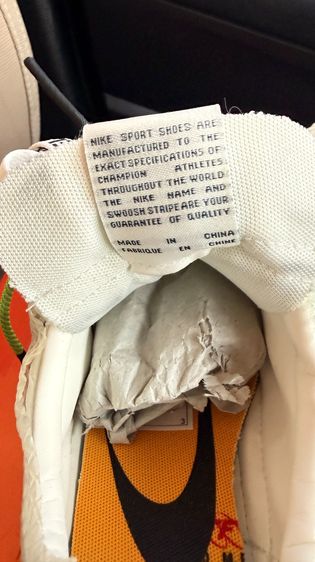 NIKE SPORT SHOES ARE
MANUFACTURED TO THE
EXACT SPECIFICATIONS OF
CHAMPION ATHLETES
THROUGHOUT THE WORLD
THE NIKE NAME AND
SWOOSH STRIPE ARE YOUR
GUARANTEE OF QUALITY
MADE IN CHINA
FABRIQUE EN CHINE